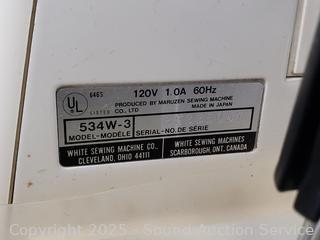 UL
646S
LISTED
120V 1.0A 60Hz
PRODUCED BY MARUZEN SEWING MACHINE CO., LTD
MADE IN JAPAN
534W-3
MODEL-MODÈLE SERIAL-NO. DE SÉRIE
WHITE SEWING MACHINE CO.,
CLEVELAND, OHIO 44111
WHITE SEWING MACHINES
SCARBOROUGH, ONT. CANADA
Copyright 2025 - Sound Auction Service